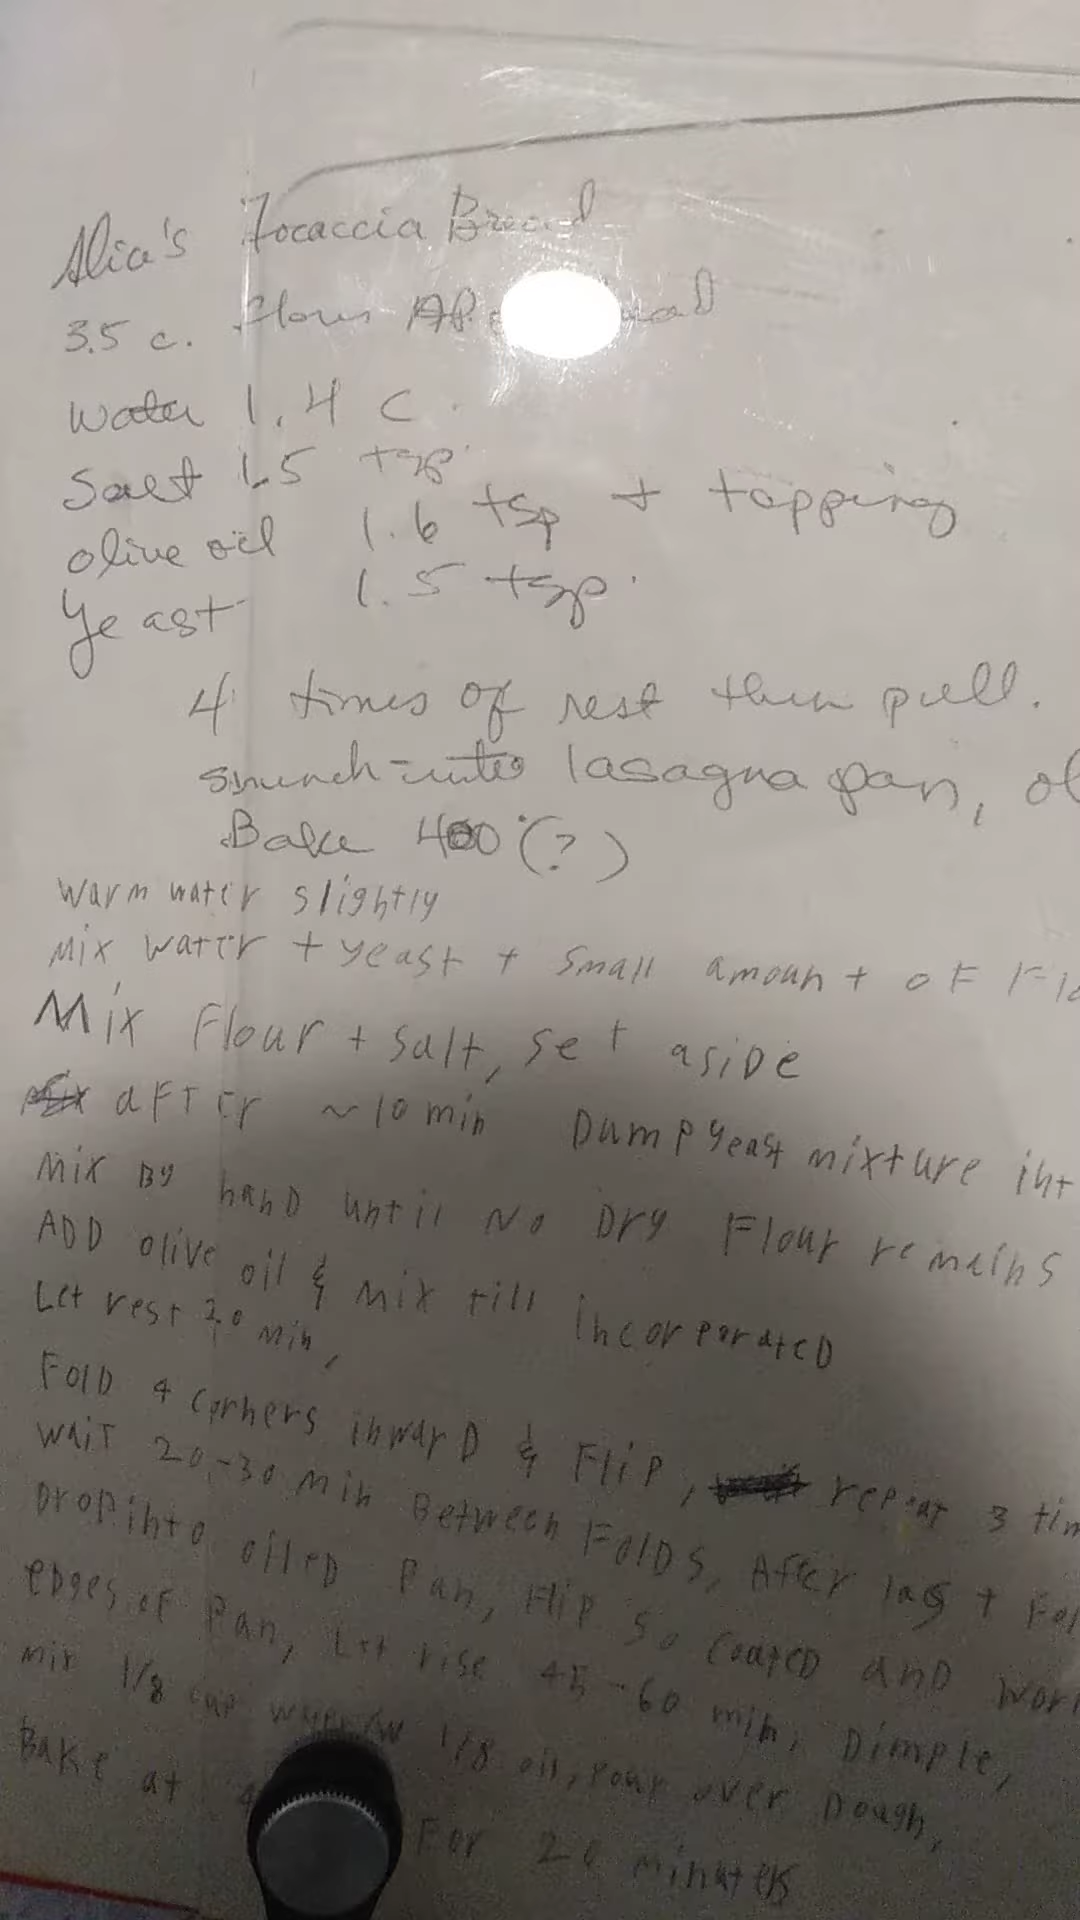 Alia's Focaccia Bread
3.5 c. flour AP
water 1.4 c.
Salt 1.5 tsp.
olive oil 1.6 tsp + topping
Yeast 1.5 tsp.
4 times of rest then pull.
lasagna pan,
Bake 400° (?)
warm water slightly
Mix water + yeast + small amount of
Mix Flour + salt, set aside
after ~10 min Dump yeast mixture
Mix By hand until No Dry Flour remains
ADD olive oil & mix till incorporated
Let rest 20 min,
Fold 4 corners inward & Flip, repeat 3
wait 20-30 min Between Folds, After last
Drop into oiled Pan, Flip so coated and
edges of pan, Let rise 45-60 min, Dimple,
mix 1/8 cup 1/8 oil, pour over Dough,
Bake at For 20 minutes